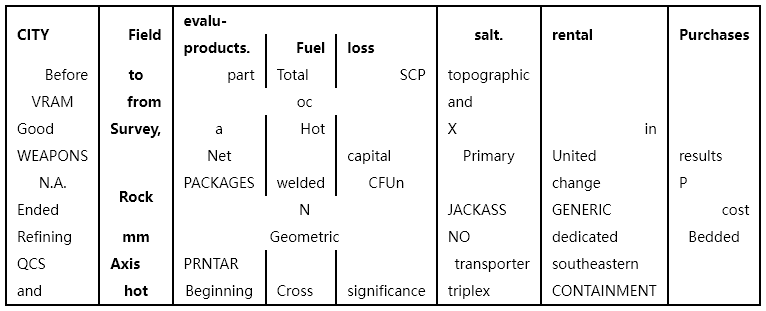 CITY Field evalu-products. Fuel loss salt. rental Purchases
Before to part Total SCP topographic
VRAM from oc and
Good Survey, a Hot X in
WEAPONS Net capital Primary United results
N.A. Rock PACKAGES welded CFUn change P
Ended N JACKASS GENERIC cost
Refining mm Geometric NO dedicated Bedded
QCS Axis PRNTAR transporter southeastern
and hot Beginning Cross significance triplex CONTAINMENT